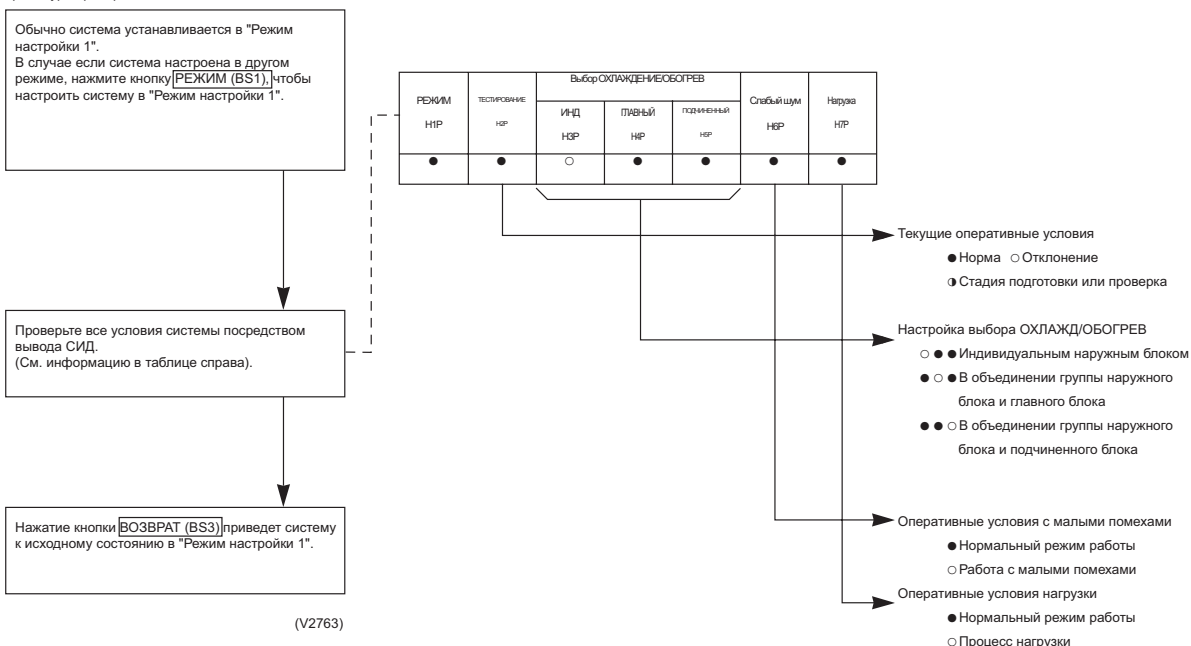 Обычно система устанавливается в "Режим
настройки 1".
В случае если система настроена в другом
режиме, нажмите кнопку РЕЖИМ (BS1), чтобы
настроить систему в "Режим настройки 1".
Проверьте все условия системы посредством
вывода СИД.
(См. информацию в таблице справа).
Нажатие кнопки ВОЗВРАТ (BS3) приведет систему
к исходному состоянию в "Режим настройки 1".
(V2763)
РЕЖИМ
H1P
ТЕСТИРОВАНИЕ
H2P
Выбор ОХЛАЖДЕНИЕ/ОБОГРЕВ
ИНД
H3P
ГЛАВНЫЙ
H4P
ПОДЧИНЕННЫЙ
H5P
Слабый шум
H6P
Нагрузка
H7P
● ● ○ ● ● ● ●
Текущие оперативные условия
● Норма ○ Отклонение
◑ Стадия подготовки или проверка
Настройка выбора ОХЛАЖД/ОБОГРЕВ
○ ● ● Индивидуальным наружным блоком
● ○ ● В объединении группы наружного
блока и главного блока
● ● ○ В объединении группы наружного
блока и подчиненного блока
Оперативные условия с малыми помехами
● Нормальный режим работы
○ Работа с малыми помехами
Оперативные условия нагрузки
● Нормальный режим работы
○ Процесс нагрузки